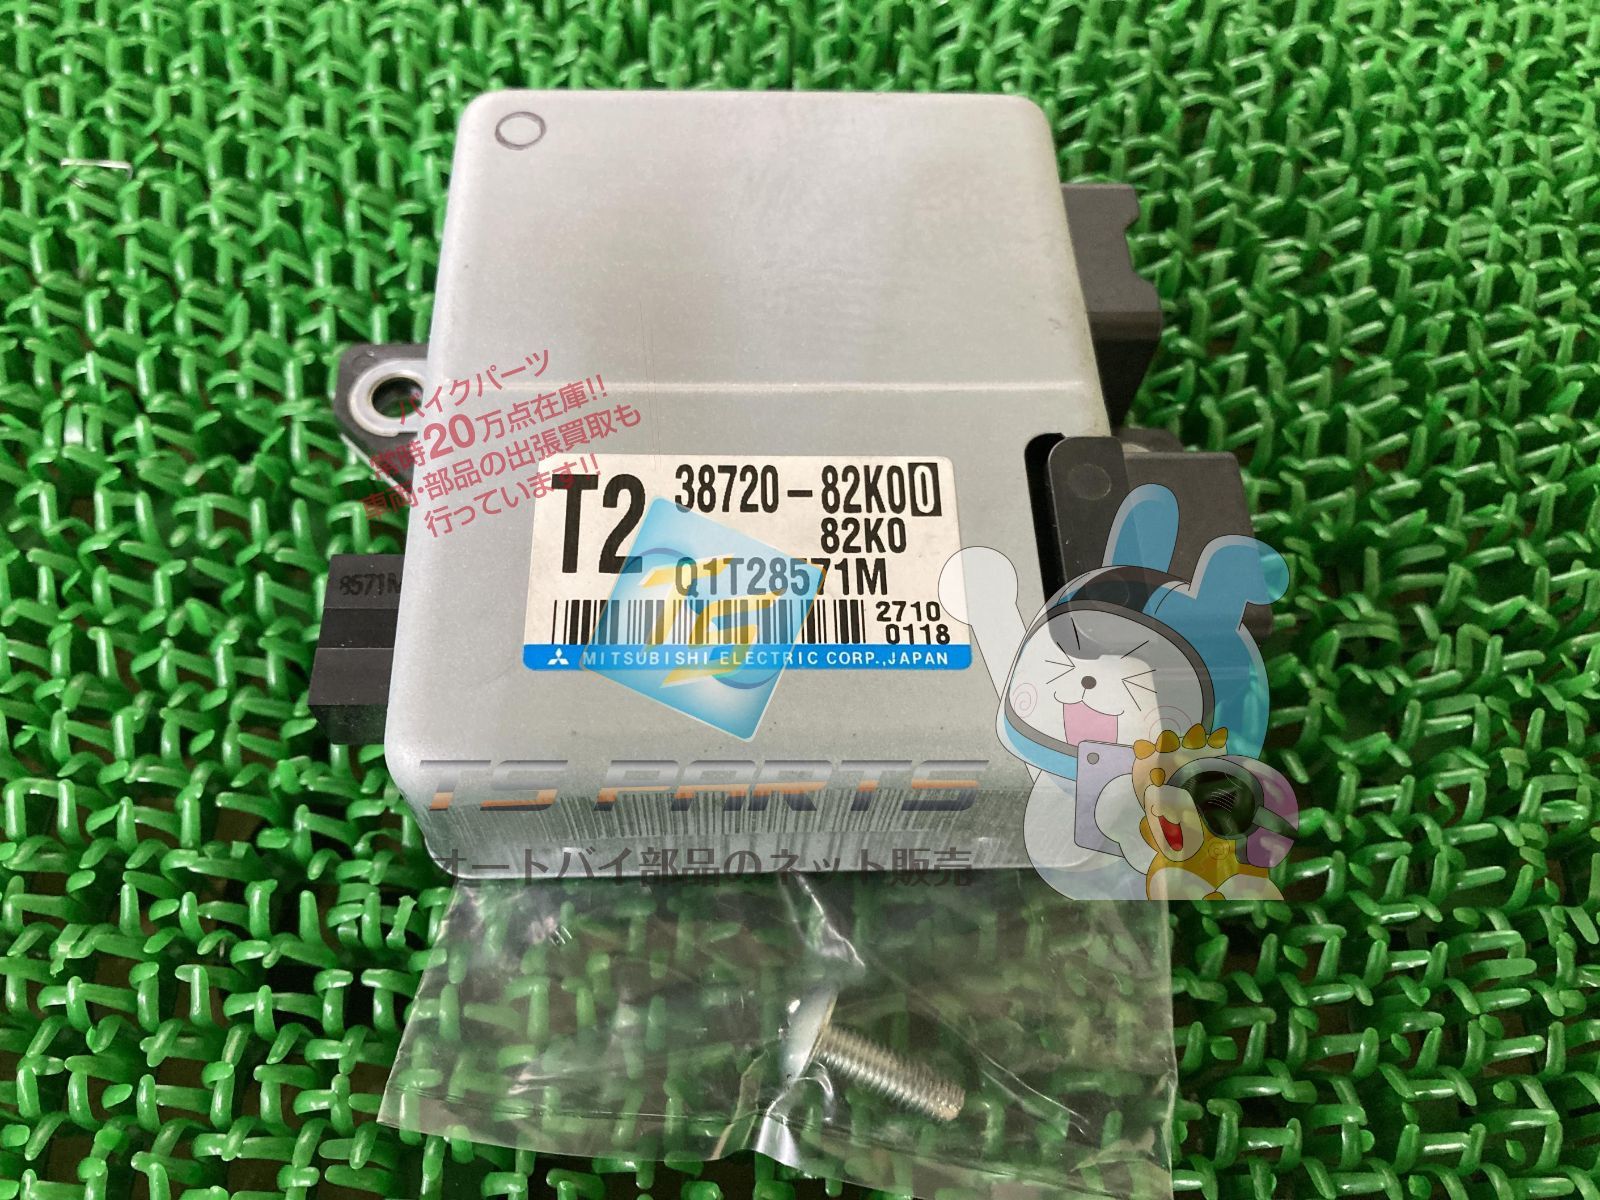 バイクパーツ
常時20万点在庫!!
車両・部品の出張買取も
行っています!!
T2
38720-82K00
82K0
Q1T28571M
2710
0118
MITSUBISHI ELECTRIC CORP.,JAPAN
8571M
TS
TS PARTS
オートバイ部品のネット販売